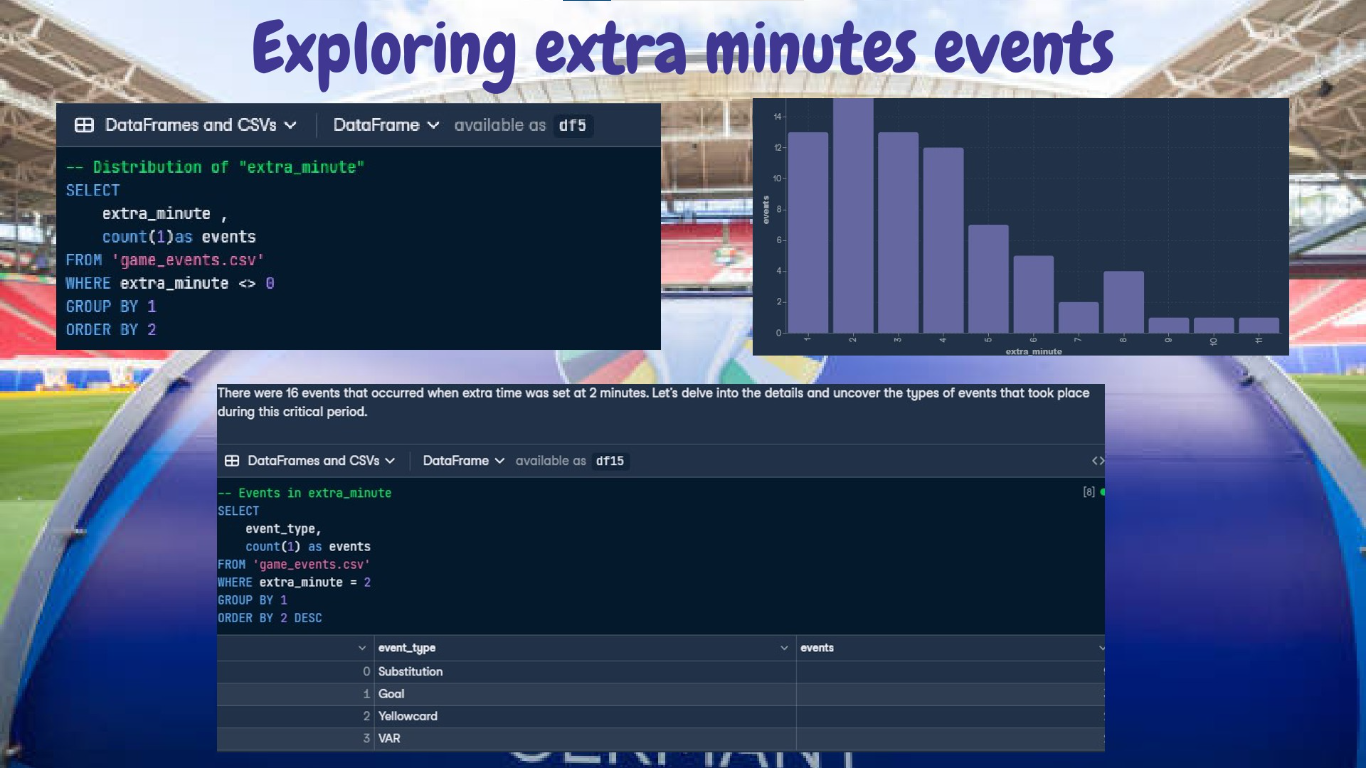 Exploring extra minutes events
DataFrames and CSVs DataFrame available as df5
-- Distribution of "extra_minute"
SELECT
extra_minute ,
count(1)as events
FROM 'game_events.csv'
WHERE extra_minute <> 0
GROUP BY 1
ORDER BY 2
14
12
10
8
6
4
2
0
events
1 2 3 4 5 6 7 8 9 10 11
extra_minute
There were 16 events that occurred when extra time was set at 2 minutes. Let's delve into the details and uncover the types of events that took place
during this critical period.
DataFrames and CSVs DataFrame available as df15
<>
-- Events in extra_minute
[8]
SELECT
event_type,
count(1) as events
FROM 'game_events.csv'
WHERE extra_minute = 2
GROUP BY 1
ORDER BY 2 DESC
event_type events
0 Substitution
1 Goal
2 Yellowcard
3 VAR
GERMANY